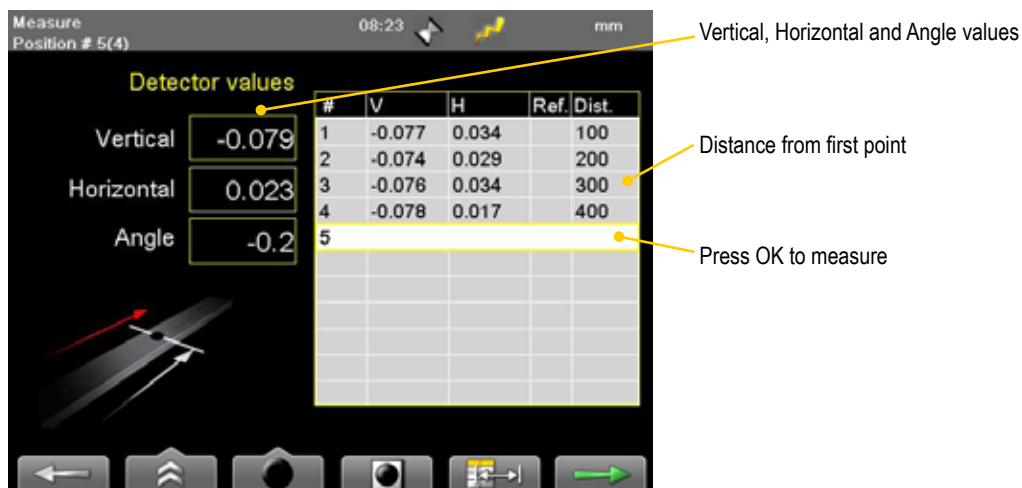 Measure 08:23 mm
Position # 5(4)
Detector values
Vertical -0.079
Horizontal 0.023
Angle -0.2
# V H Ref. Dist.
1 -0.077 0.034 100
2 -0.074 0.029 200
3 -0.076 0.034 300
4 -0.078 0.017 400
5
Vertical, Horizontal and Angle values
Distance from first point
Press OK to measure